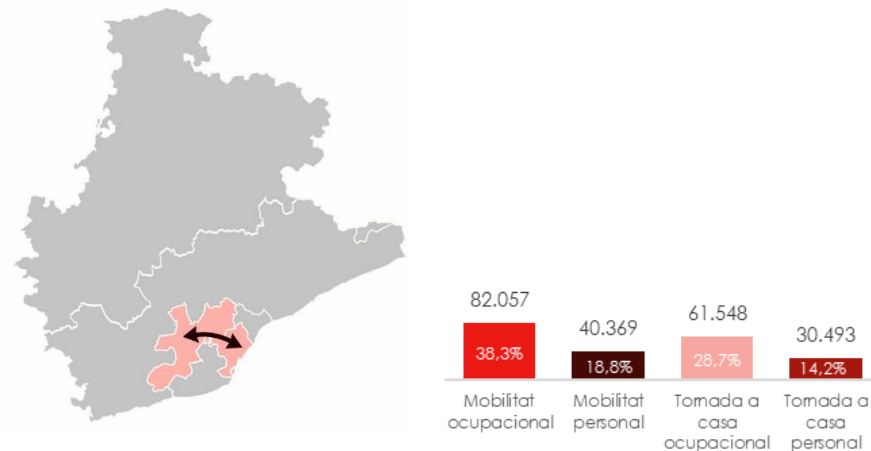 82.057
38,3%
40.369
18,8%
61.548
28,7%
30.493
14,2%
Mobilitat
ocupacional
Mobilitat
personal
Tornada a
casa
ocupacional
Tornada a
casa
personal